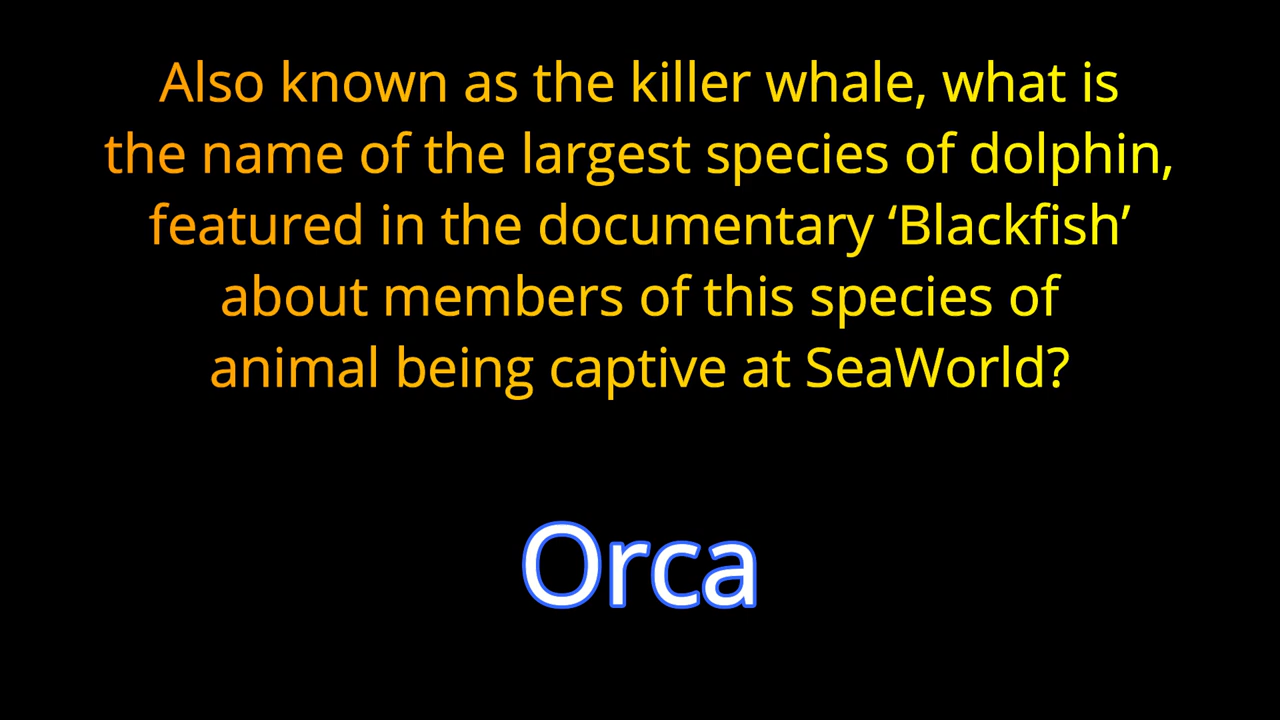 Also known as the killer whale, what is
the name of the largest species of dolphin,
featured in the documentary ‘Blackfish’
about members of this species of
animal being captive at SeaWorld?
Orca